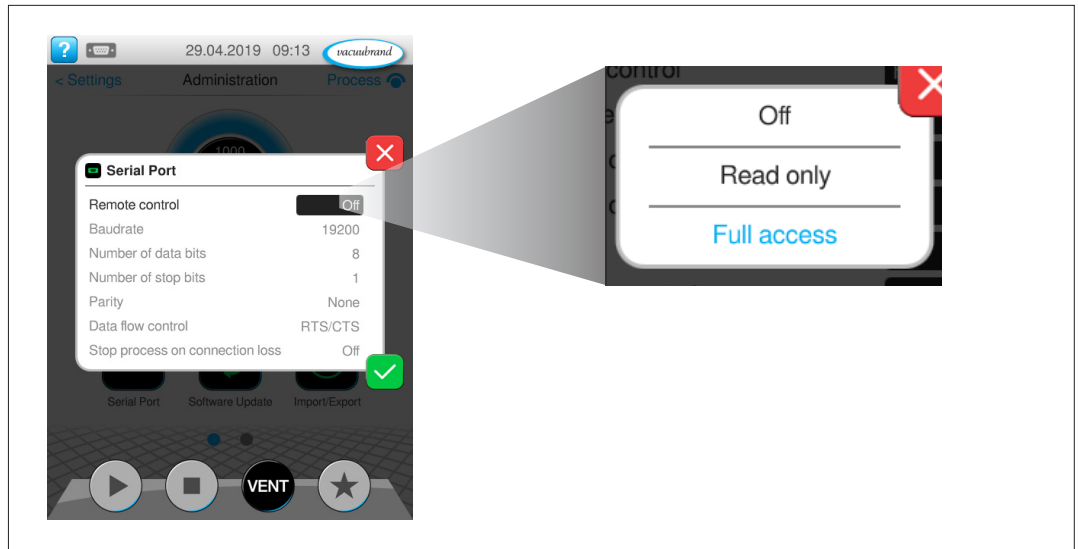 ?
29.04.2019 09:13
vacuubrand
< Settings Administration Process
1000
Serial Port
Remote control Off
Baudrate 19200
Number of data bits 8
Number of stop bits 1
Parity None
Data flow control RTS/CTS
Stop process on connection loss Off
Serial Port Software Update Import/Export
VENT
control
Off
Read only
Full access